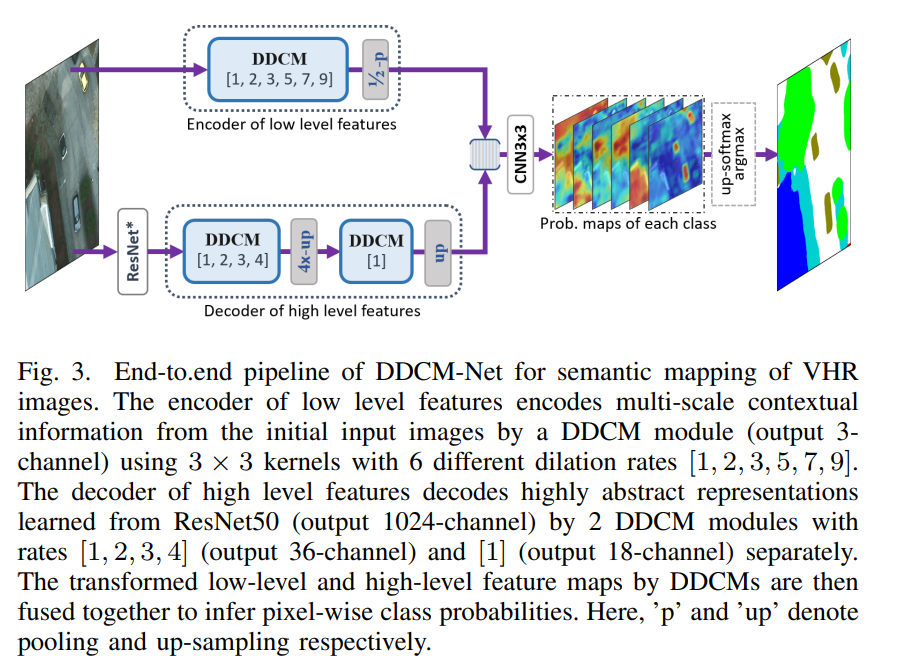 DDCM
[1, 2, 3, 5, 7, 9]
½-p
Encoder of low level features
ResNet*
DDCM
[1, 2, 3, 4]
4x-up
DDCM
[1]
up
Decoder of high level features
CNN3x3
Prob. maps of each class
up-softmax
argmax
Fig. 3. End-to.end pipeline of DDCM-Net for semantic mapping of VHR
images. The encoder of low level features encodes multi-scale contextual
information from the initial input images by a DDCM module (output 3-
channel) using 3 × 3 kernels with 6 different dilation rates [1, 2, 3, 5, 7, 9].
The decoder of high level features decodes highly abstract representations
learned from ResNet50 (output 1024-channel) by 2 DDCM modules with
rates [1, 2, 3, 4] (output 36-channel) and [1] (output 18-channel) separately.
The transformed low-level and high-level feature maps by DDCMs are then
fused together to infer pixel-wise class probabilities. Here, ’p’ and ’up’ denote
pooling and up-sampling respectively.